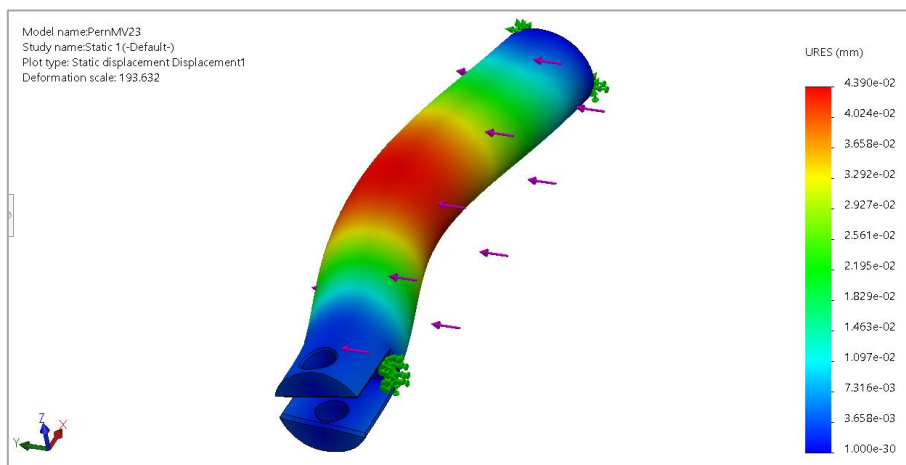 Model name:PernMV23
Study name:Static 1(-Default-)
Plot type: Static displacement Displacement1
Deformation scale: 193.632
URES (mm)
4.390e-02
4.024e-02
3.658e-02
3.292e-02
2.927e-02
2.561e-02
2.195e-02
1.829e-02
1.463e-02
1.097e-02
7.316e-03
3.658e-03
1.000e-30
Z
X
Y